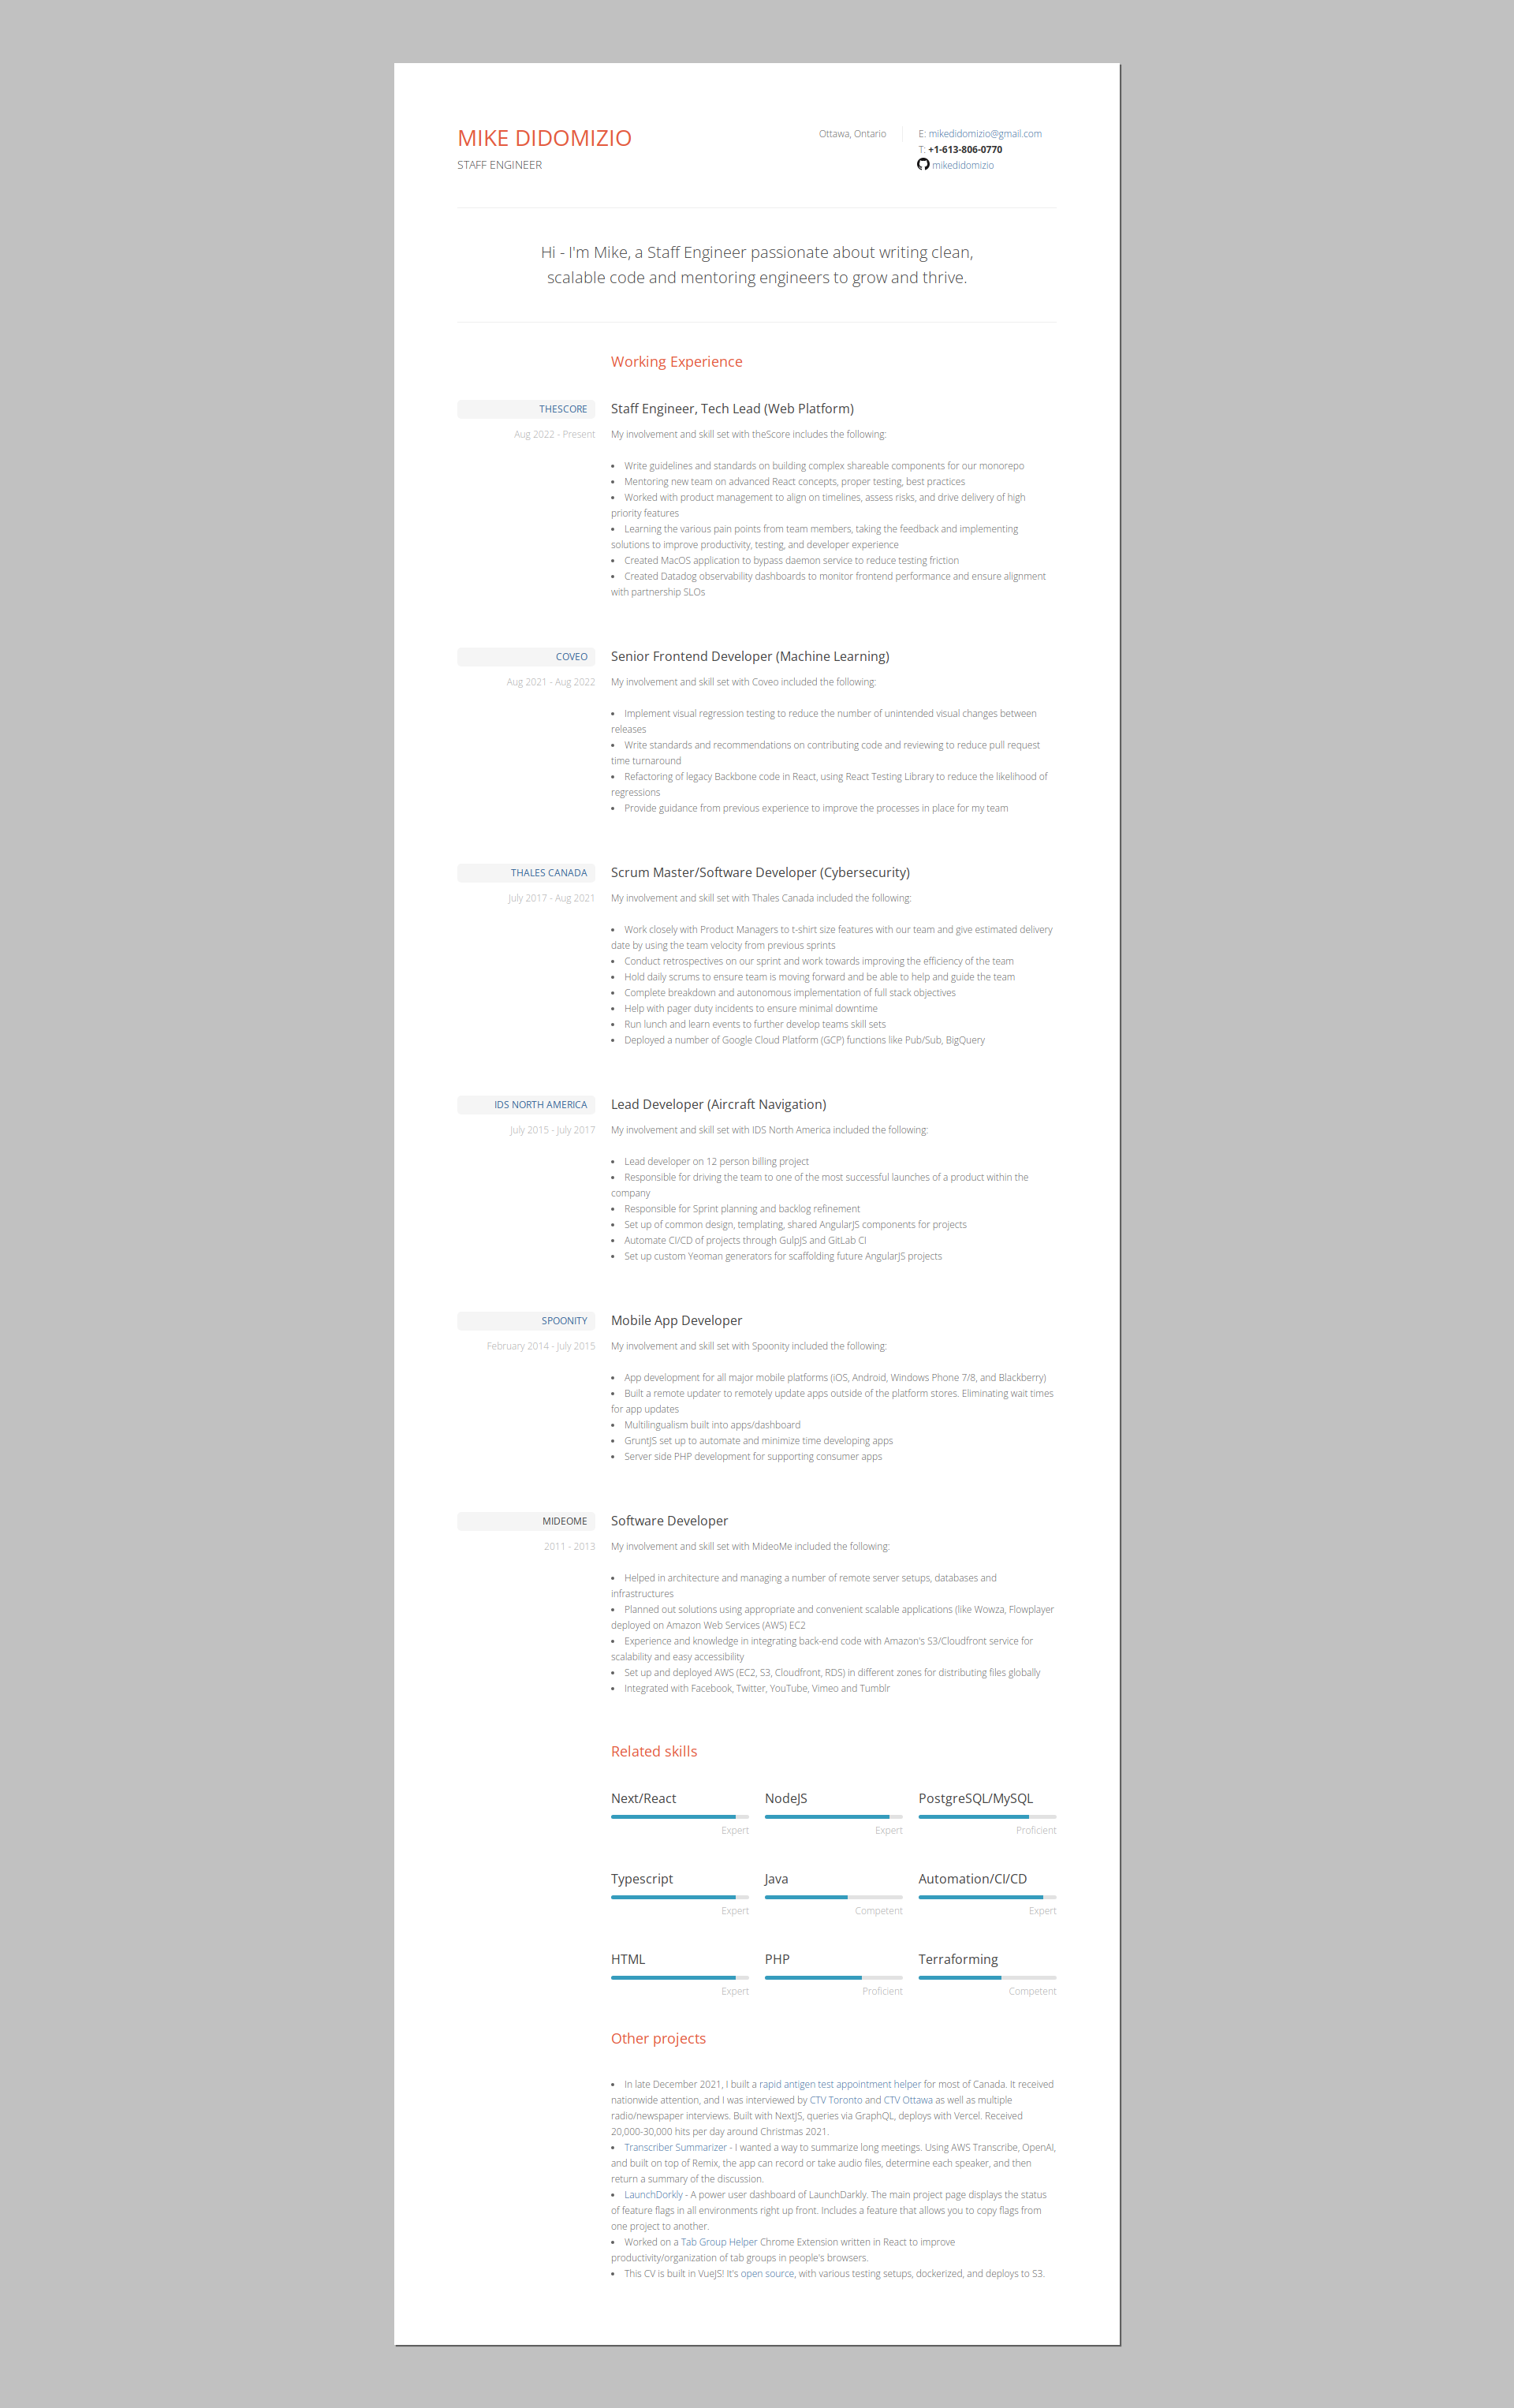 MIKE DIDOMIZIO
STAFF ENGINEER
Ottawa, Ontario
E: mikedidomizio@gmail.com
T: +1-613-806-0770
mikedidomizio
Hi - I'm Mike, a Staff Engineer passionate about writing clean,
scalable code and mentoring engineers to grow and thrive.
Working Experience
THESCORE
Aug 2022 - Present
Staff Engineer, Tech Lead (Web Platform)
My involvement and skill set with theScore includes the following:
• Write guidelines and standards on building complex shareable components for our monorepo
• Mentoring new team on advanced React concepts, proper testing, best practices
• Worked with product management to align on timelines, assess risks, and drive delivery of high
priority features
• Learning the various pain points from team members, taking the feedback and implementing
solutions to improve productivity, testing, and developer experience
• Created MacOS application to bypass daemon service to reduce testing friction
• Created Datadog observability dashboards to monitor frontend performance and ensure alignment
with partnership SLOs
COVEO
Aug 2021 - Aug 2022
Senior Frontend Developer (Machine Learning)
My involvement and skill set with Coveo included the following:
• Implement visual regression testing to reduce the number of unintended visual changes between
releases
• Write standards and recommendations on contributing code and reviewing to reduce pull request
time turnaround
• Refactoring of legacy Backbone code in React, using React Testing Library to reduce the likelihood of
regressions
• Provide guidance from previous experience to improve the processes in place for my team
THALES CANADA
July 2017 - Aug 2021
Scrum Master/Software Developer (Cybersecurity)
My involvement and skill set with Thales Canada included the following:
• Work closely with Product Managers to t-shirt size features with our team and give estimated delivery
date by using the team velocity from previous sprints
• Conduct retrospectives on our sprint and work towards improving the efficiency of the team
• Hold daily scrums to ensure team is moving forward and be able to help and guide the team
• Complete breakdown and autonomous implementation of full stack objectives
• Help with pager duty incidents to ensure minimal downtime
• Run lunch and learn events to further develop teams skill sets
• Deployed a number of Google Cloud Platform (GCP) functions like Pub/Sub, BigQuery
IDS NORTH AMERICA
July 2015 - July 2017
Lead Developer (Aircraft Navigation)
My involvement and skill set with IDS North America included the following:
• Lead developer on 12 person billing project
• Responsible for driving the team to one of the most successful launches of a product within the
company
• Responsible for Sprint planning and backlog refinement
• Set up of common design, templating, shared AngularJS components for projects
• Automate CI/CD of projects through GulpJS and GitLab CI
• Set up custom Yeoman generators for scaffolding future AngularJS projects
SPOONITY
February 2014 - July 2015
Mobile App Developer
My involvement and skill set with Spoonity included the following:
• App development for all major mobile platforms (iOS, Android, Windows Phone 7/8, and Blackberry)
• Built a remote updater to remotely update apps outside of the platform stores. Eliminating wait times
for app updates
• Multilingualism built into apps/dashboard
• GruntJS set up to automate and minimize time developing apps
• Server side PHP development for supporting consumer apps
MIDEOME
2011 - 2013
Software Developer
My involvement and skill set with MideoMe included the following:
• Helped in architecture and managing a number of remote server setups, databases and
infrastructures
• Planned out solutions using appropriate and convenient scalable applications (like Wowza, Flowplayer
deployed on Amazon Web Services (AWS) EC2
• Experience and knowledge in integrating back-end code with Amazon's S3/Cloudfront service for
scalability and easy accessibility
• Set up and deployed AWS (EC2, S3, Cloudfront, RDS) in different zones for distributing files globally
• Integrated with Facebook, Twitter, YouTube, Vimeo and Tumblr
Related skills
Next/React
Expert
NodeJS
Expert
PostgreSQL/MySQL
Proficient
Typescript
Expert
Java
Competent
Automation/CI/CD
Expert
HTML
Expert
PHP
Proficient
Terraforming
Competent
Other projects
• In late December 2021, I built a rapid antigen test appointment helper for most of Canada. It received
nationwide attention, and I was interviewed by CTV Toronto and CTV Ottawa as well as multiple
radio/newspaper interviews. Built with NextJS, queries via GraphQL, deploys with Vercel. Received
20,000-30,000 hits per day around Christmas 2021.
• Transcriber Summarizer - I wanted a way to summarize long meetings. Using AWS Transcribe, OpenAI,
and built on top of Remix, the app can record or take audio files, determine each speaker, and then
return a summary of the discussion.
• LaunchDorkly - A power user dashboard of LaunchDarkly. The main project page displays the status
of feature flags in all environments right up front. Includes a feature that allows you to copy flags from
one project to another.
• Worked on a Tab Group Helper Chrome Extension written in React to improve
productivity/organization of tab groups in people's browsers.
• This CV is built in VueJS! It's open source, with various testing setups, dockerized, and deploys to S3.